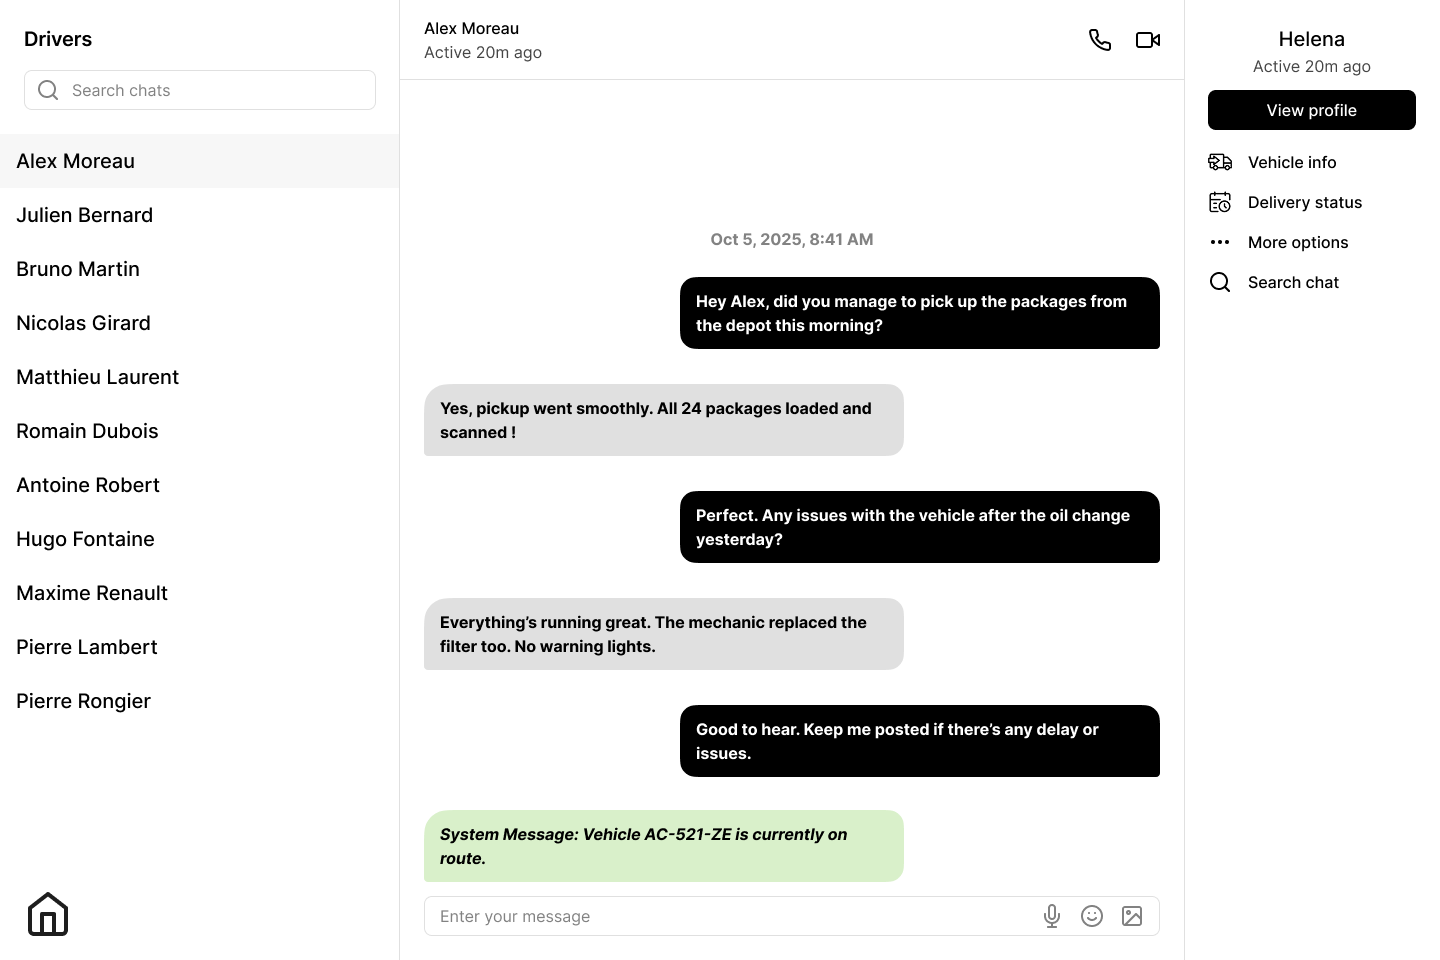 Drivers
Search chats
Alex Moreau
Julien Bernard
Bruno Martin
Nicolas Girard
Matthieu Laurent
Romain Dubois
Antoine Robert
Hugo Fontaine
Maxime Renault
Pierre Lambert
Pierre Rongier
Alex Moreau
Active 20m ago
Oct 5, 2025, 8:41 AM
Hey Alex, did you manage to pick up the packages from
the depot this morning?
Yes, pickup went smoothly. All 24 packages loaded and
scanned !
Perfect. Any issues with the vehicle after the oil change
yesterday?
Everything’s running great. The mechanic replaced the
filter too. No warning lights.
Good to hear. Keep me posted if there’s any delay or
issues.
System Message: Vehicle AC-521-ZE is currently on
route.
Enter your message
Helena
Active 20m ago
View profile
Vehicle info
Delivery status
More options
Search chat